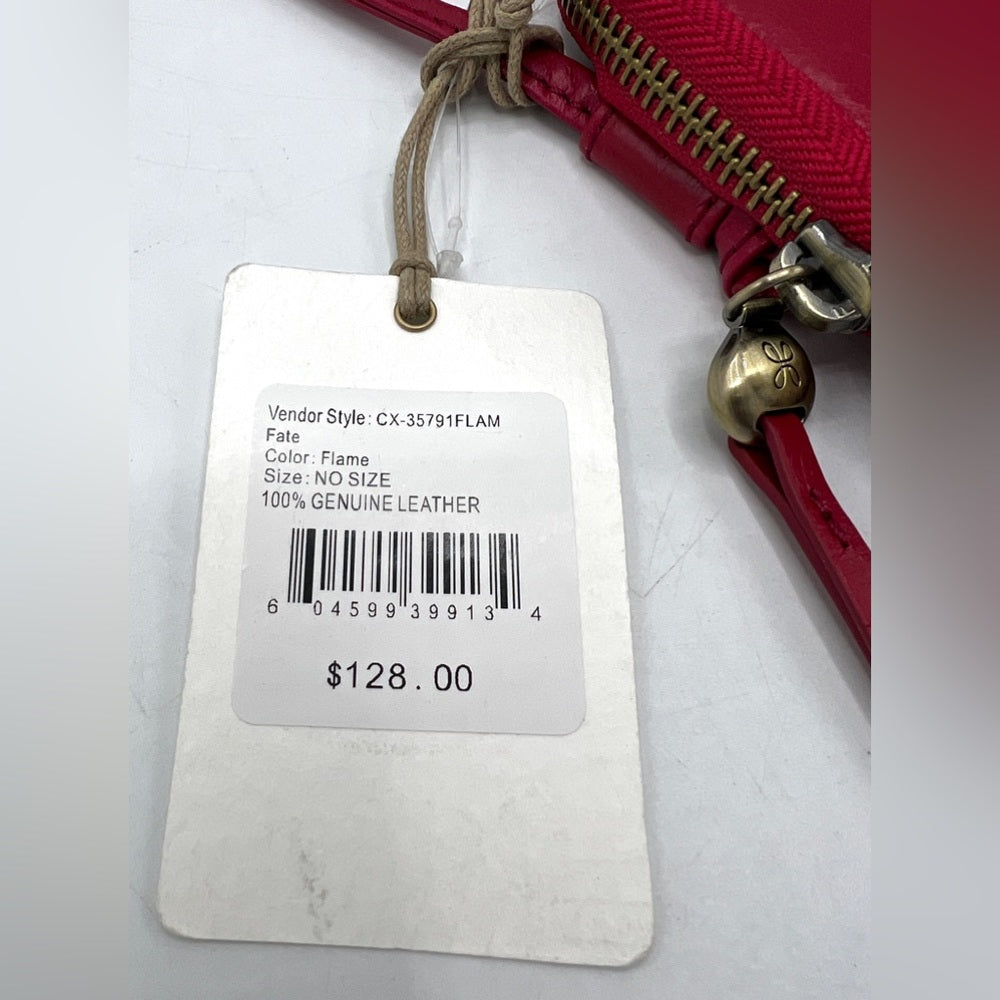 Vendor Style: CX-35791FLAM
Fate
Color: Flame
Size: NO SIZE
100% GENUINE LEATHER
6 04599 39913 4
$128.00